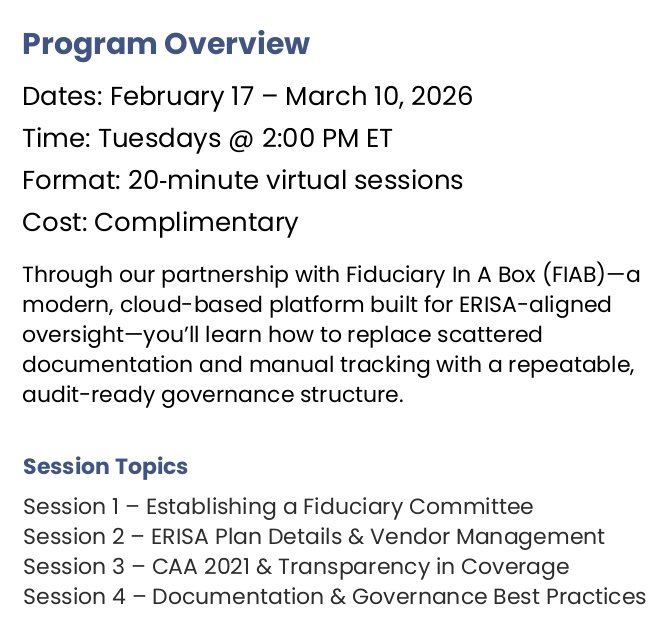 Program Overview
Dates: February 17 – March 10, 2026
Time: Tuesdays @ 2:00 PM ET
Format: 20-minute virtual sessions
Cost: Complimentary
Through our partnership with Fiduciary In A Box (FIAB)—a
modern, cloud-based platform built for ERISA-aligned
oversight—you’ll learn how to replace scattered
documentation and manual tracking with a repeatable,
audit-ready governance structure.
Session Topics
Session 1 – Establishing a Fiduciary Committee
Session 2 – ERISA Plan Details & Vendor Management
Session 3 – CAA 2021 & Transparency in Coverage
Session 4 – Documentation & Governance Best Practices